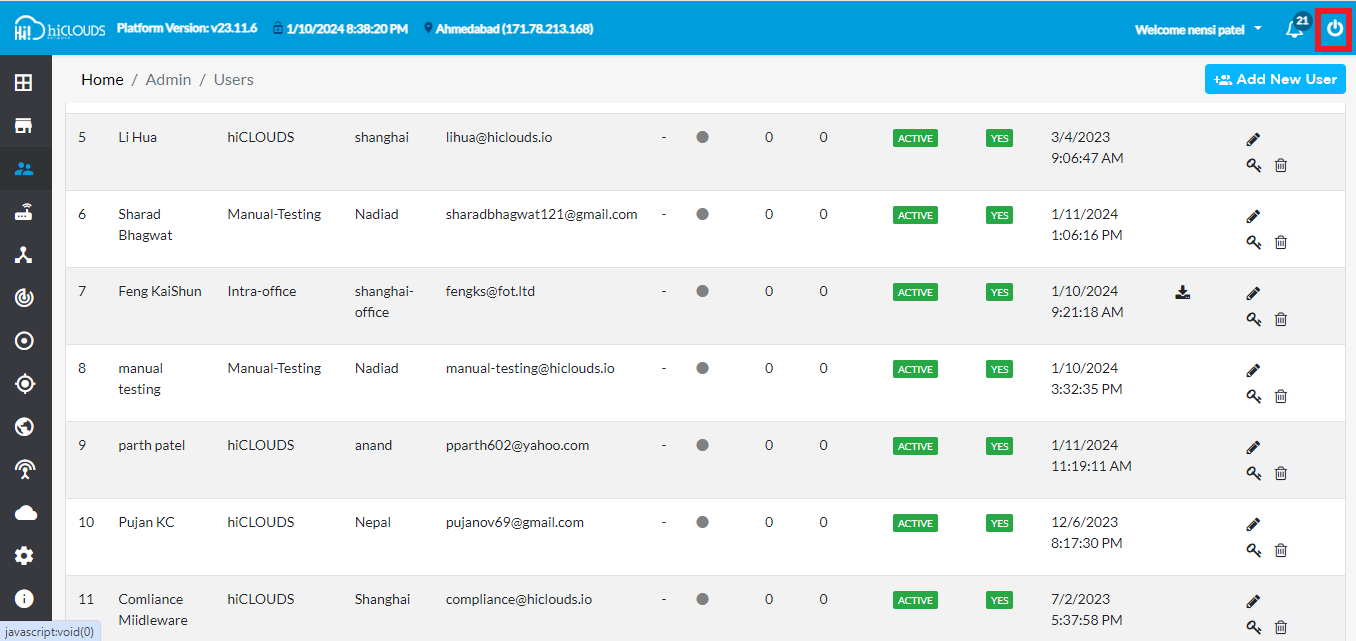 Hi! hiCLOUDS Platform Version: v23.11.6 1/10/2024 8:38:20 PM Ahmedabad (171.78.213.168) Welcome nensi patel 21
Home / Admin / Users Add New User
5 Li Hua hiCLOUDS shanghai lihua@hiclouds.io - 0 0 ACTIVE YES 3/4/2023
9:06:47 AM
6 Sharad Manual-Testing Nadiad sharadbhagwat121@gmail.com - 0 0 ACTIVE YES 1/11/2024
Bhagwat 1:06:16 PM
7 Feng KaiShun Intra-office shanghai- fengks@fot.ltd - 0 0 ACTIVE YES 1/10/2024
office 9:21:18 AM
8 manual Manual-Testing Nadiad manual-testing@hiclouds.io - 0 0 ACTIVE YES 1/10/2024
testing 3:32:35 PM
9 parth patel hiCLOUDS anand pparth602@yahoo.com - 0 0 ACTIVE YES 1/11/2024
11:19:11 AM
10 Pujan KC hiCLOUDS Nepal pujanov69@gmail.com - 0 0 ACTIVE YES 12/6/2023
8:17:30 PM
11 Comliance hiCLOUDS Shanghai compliance@hiclouds.io - 0 0 ACTIVE YES 7/2/2023
Miidleware 5:37:58 PM
javascript:void(0)